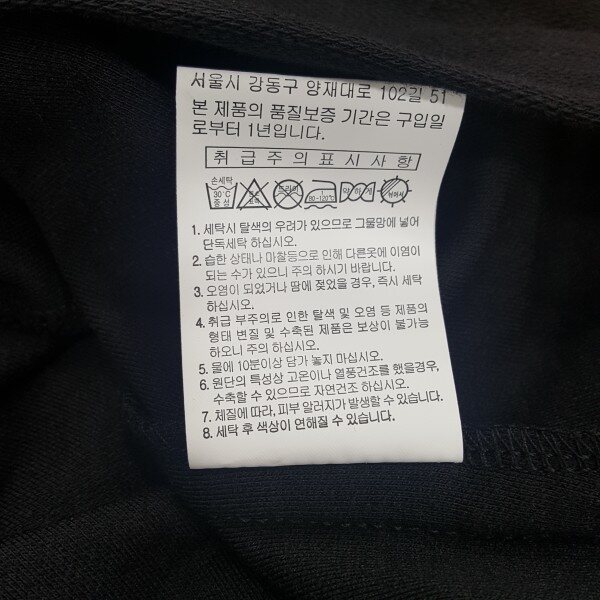 서울시 강동구 양재대로 102길 51
본 제품의 품질보증 기간은 구입일
로부터 1년입니다.
취급주의표시사항
손세탁
30℃
중성
드라이
80~120℃
약하게
뉘어서
1. 세탁시 탈색의 우려가 있으므로 그물망에 넣어
단독세탁 하십시오.
2. 습한 상태나 마찰등으로 인해 다른옷에 이염이
되는 수가 있으니 주의 하시기 바랍니다.
3. 오염이 되었거나 땀에 젖었을 경우, 즉시 세탁
하십시오.
4. 취급 부주의로 인한 탈색 및 오염 등 제품의
형태 변질 및 수축된 제품은 보상이 불가능
하오니 주의 하십시오.
5. 물에 10분이상 담가 놓지 마십시오.
6. 원단의 특성상 고온이나 열풍건조를 했을경우,
수축할 수 있으므로 자연건조 하십시오.
7. 체질에 따라, 피부 알러지가 발생할 수 있습니다.
8. 세탁 후 색상이 연해질 수 있습니다.